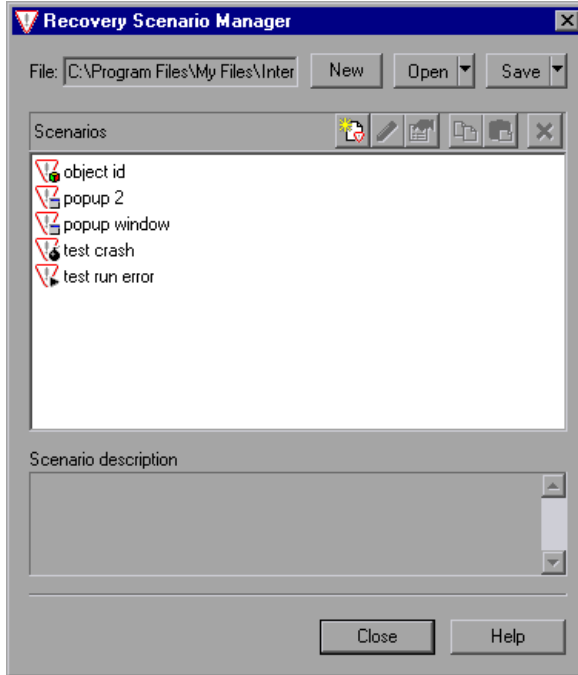 Recovery Scenario Manager
File: C:\Program Files\My Files\Inter New Open Save
Scenarios
object id
popup 2
popup window
test crash
test run error
Scenario description
Close Help